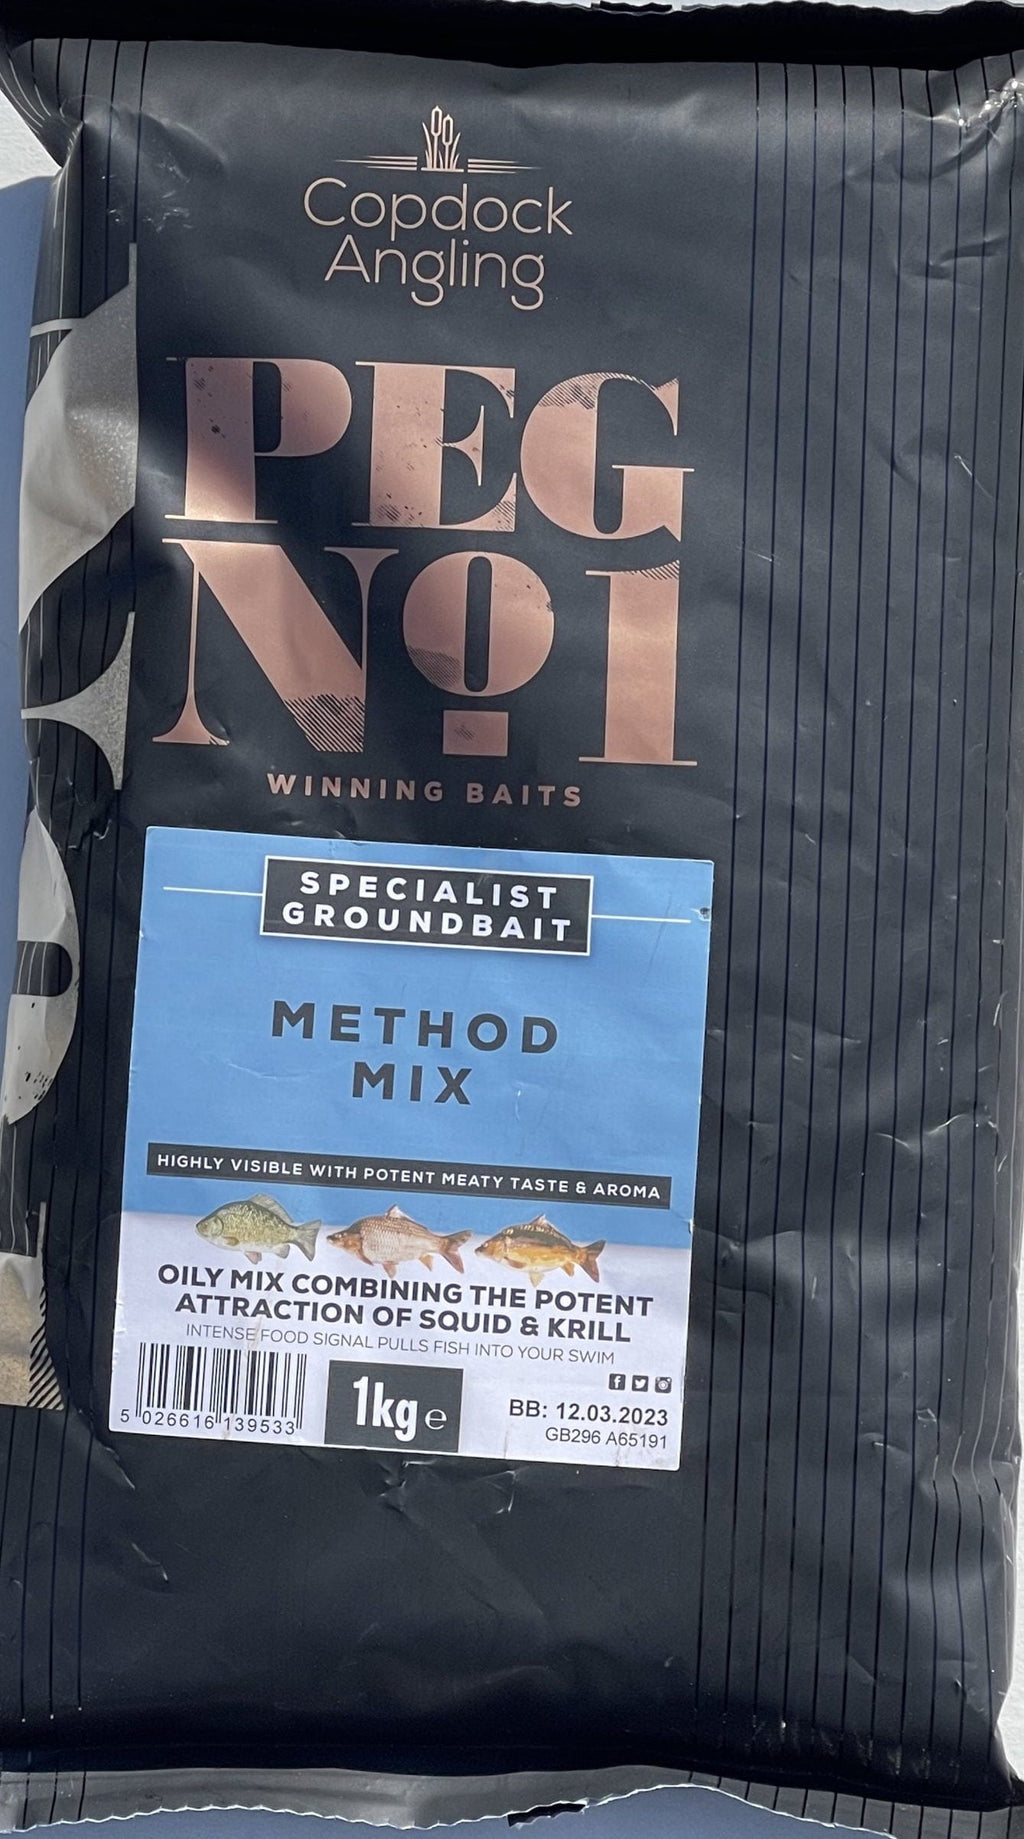 Copdock
Angling
PEG
Nº1
WINNING BAITS
SPECIALIST
GROUNDBAIT
METHOD
MIX
HIGHLY VISIBLE WITH POTENT MEATY TASTE & AROMA
OILY MIX COMBINING THE POTENT
ATTRACTION OF SQUID & KRILL
INTENSE FOOD SIGNAL PULLS FISH INTO YOUR SWIM
5 026616 139533
1kg e
BB: 12.03.2023
GB296 A65191